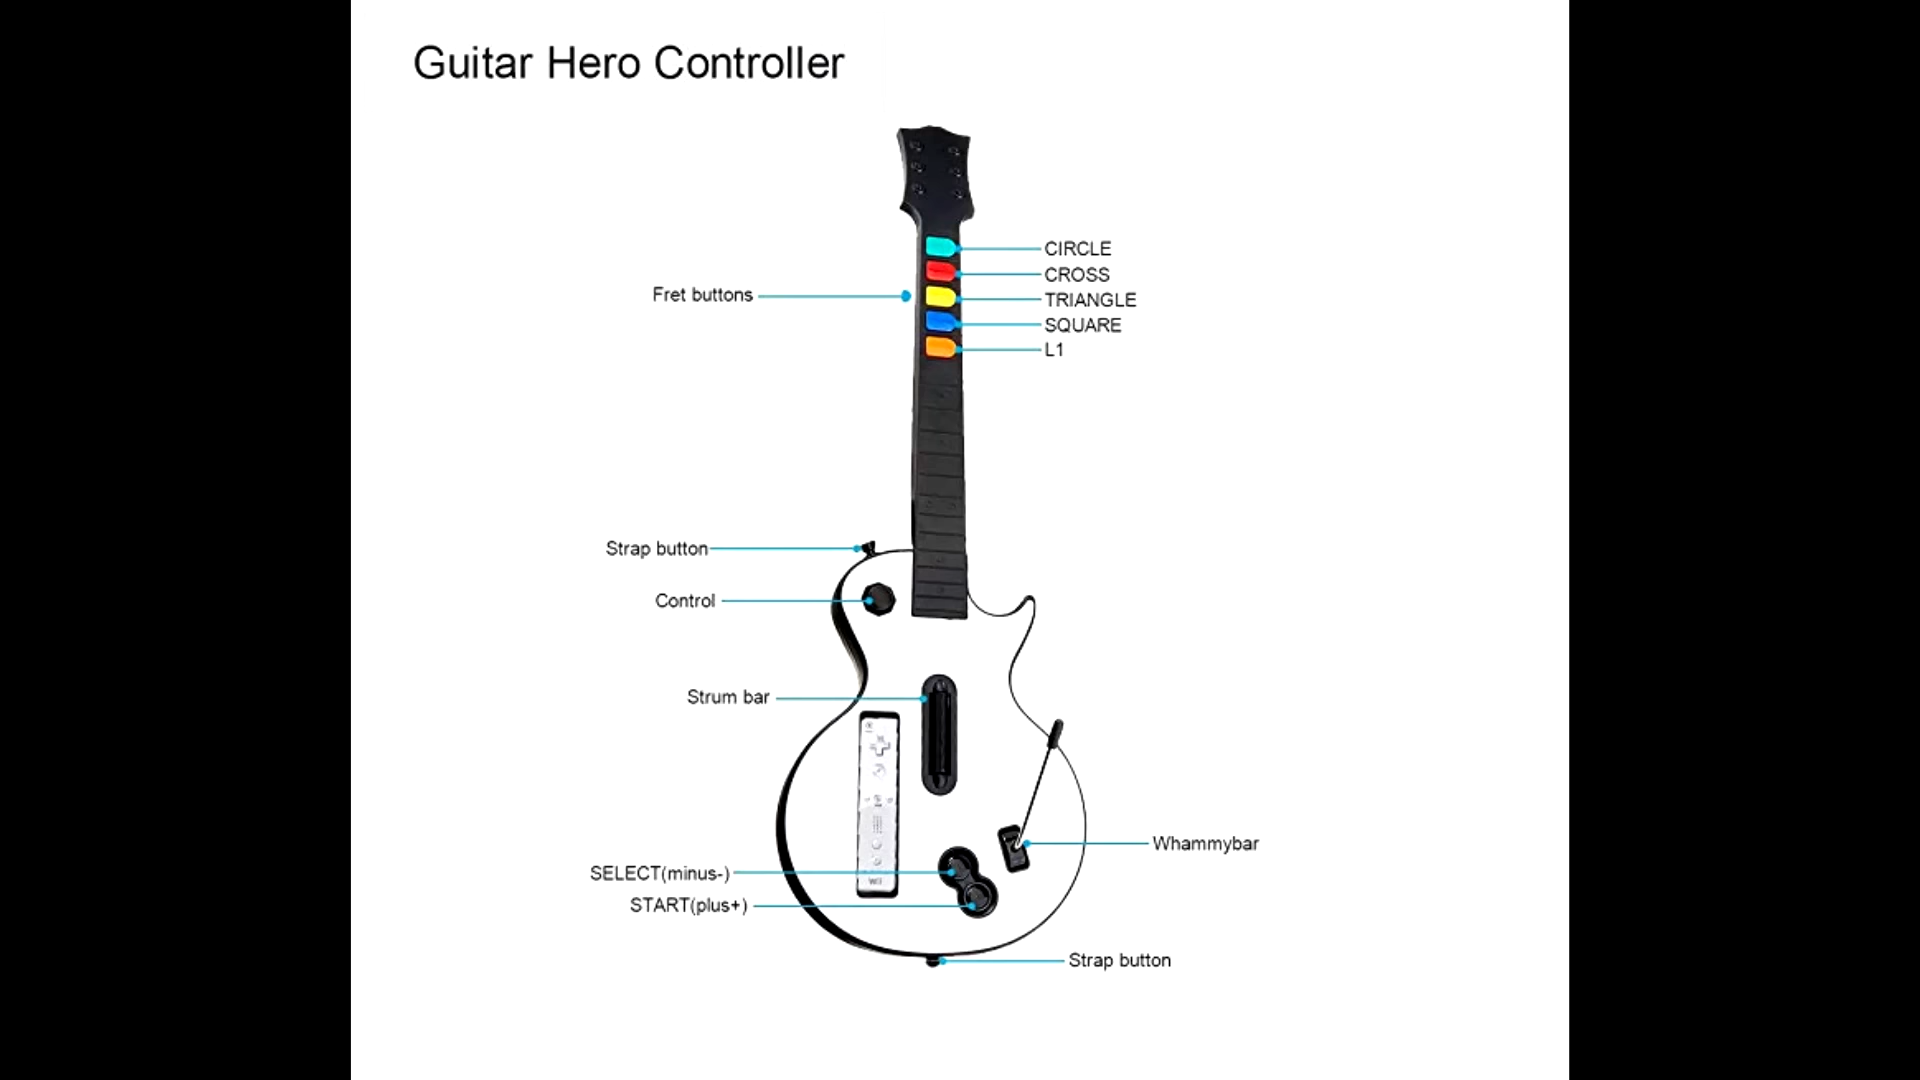 Guitar Hero Controller
CIRCLE
CROSS
Fret buttons
TRIANGLE
SQUARE
L1
Strap button
Control
Strum bar
Whammybar
SELECT(minus-)
Wii
START(plus+)
Strap button